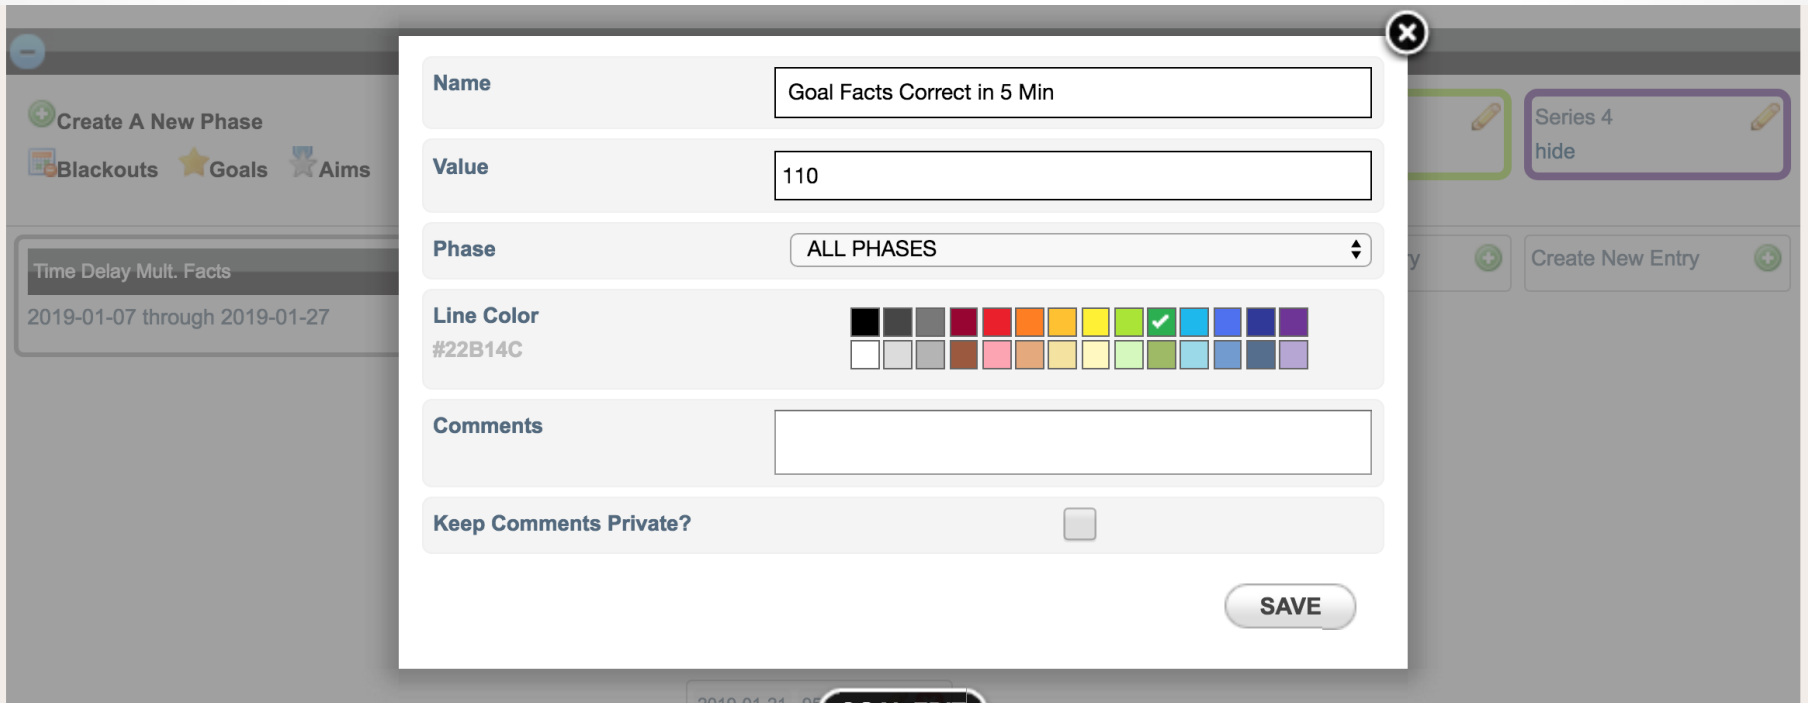 Name
Goal Facts Correct in 5 Min
Value
110
Phase
ALL PHASES
Line Color
#22B14C
Comments
Keep Comments Private?
SAVE
Create A New Phase
Blackouts Goals Aims
Time Delay Mult. Facts
2019-01-07 through 2019-01-27
Series 4
hide
Create New Entry